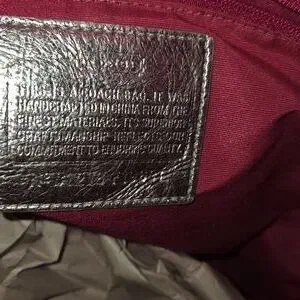 THIS IS A COACH BAG. IT WAS
HANDCRAFTED IN CHINA FROM THE
FINEST MATERIALS. ITS SUPERIOR
CRAFTSMANSHIP REFLECTS OUR
COMMITMENT TO ENDURING QUALITY.